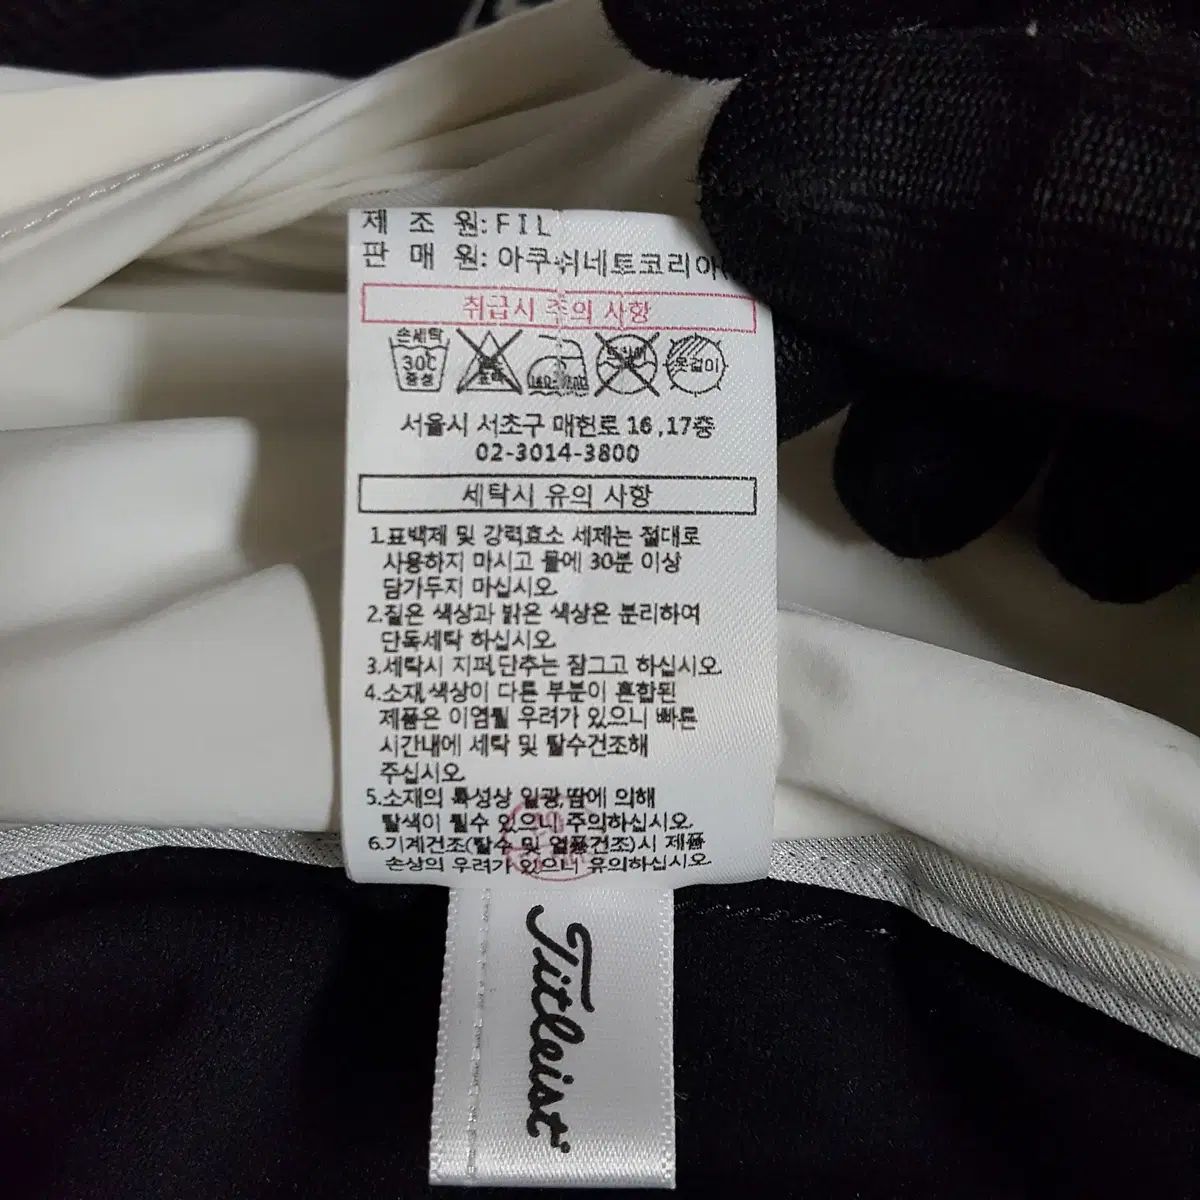 제 조 원: FIL
판 매 원: 아쿠쉬네트코리아
취급시 주의 사항
손세탁
30C
중성
옷걸이
서울시 서초구 매헌로 16 ,17층
02-3014-3800
세탁시 유의 사항
1.표백제 및 강력효소 세제는 절대로
사용하지 마시고 물에 30분 이상
담가두지 마십시오.
2.짙은 색상과 밝은 색상은 분리하여
단독세탁 하십시오.
3.세탁시 지퍼,단추는 잠그고 하십시오.
4.소재,색상이 다른 부분이 혼합된
제품은 이염될 우려가 있으니 빠른
시간내에 세탁 및 탈수건조해
주십시오.
5.소재의 특성상 일광,땀에 의해
탈색이 될수 있으니 주의하십시오.
6.기계건조(탈수 및 열풍건조)시 제품
손상의 우려가 있으니 유의하십시오.
Titleist